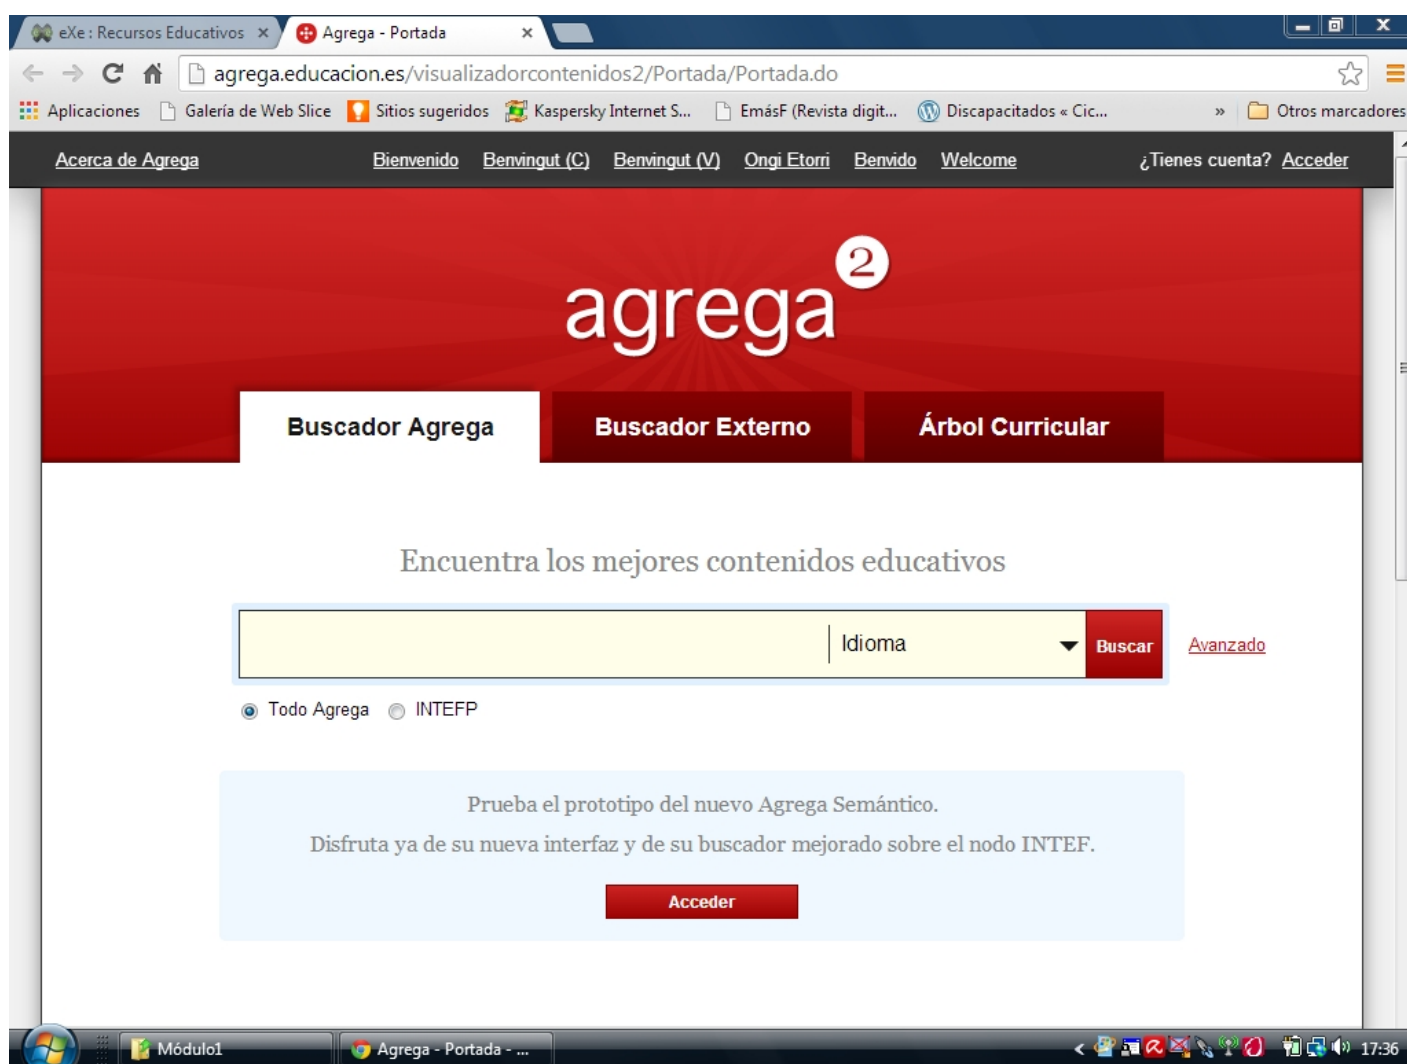 eXe : Recursos Educativos
Agrega - Portada
agrega.educacion.es/visualizadorcontenidos2/Portada/Portada.do
Aplicaciones Galería de Web Slice Sitios sugeridos Kaspersky Internet S... EmásF (Revista digit... Discapacitados « Cic... » Otros marcadores
Acerca de Agrega Bienvenido Benvingut (C) Benvingut (V) Ongi Etorri Benvido Welcome ¿Tienes cuenta? Acceder
agrega 2
Buscador Agrega Buscador Externo Árbol Curricular
Encuentra los mejores contenidos educativos
Idioma Buscar Avanzado
Todo Agrega INTEFP
Prueba el prototipo del nuevo Agrega Semántico.
Disfruta ya de su nueva interfaz y de su buscador mejorado sobre el nodo INTEF.
Acceder
Módulo1 Agrega - Portada - ... 17:36